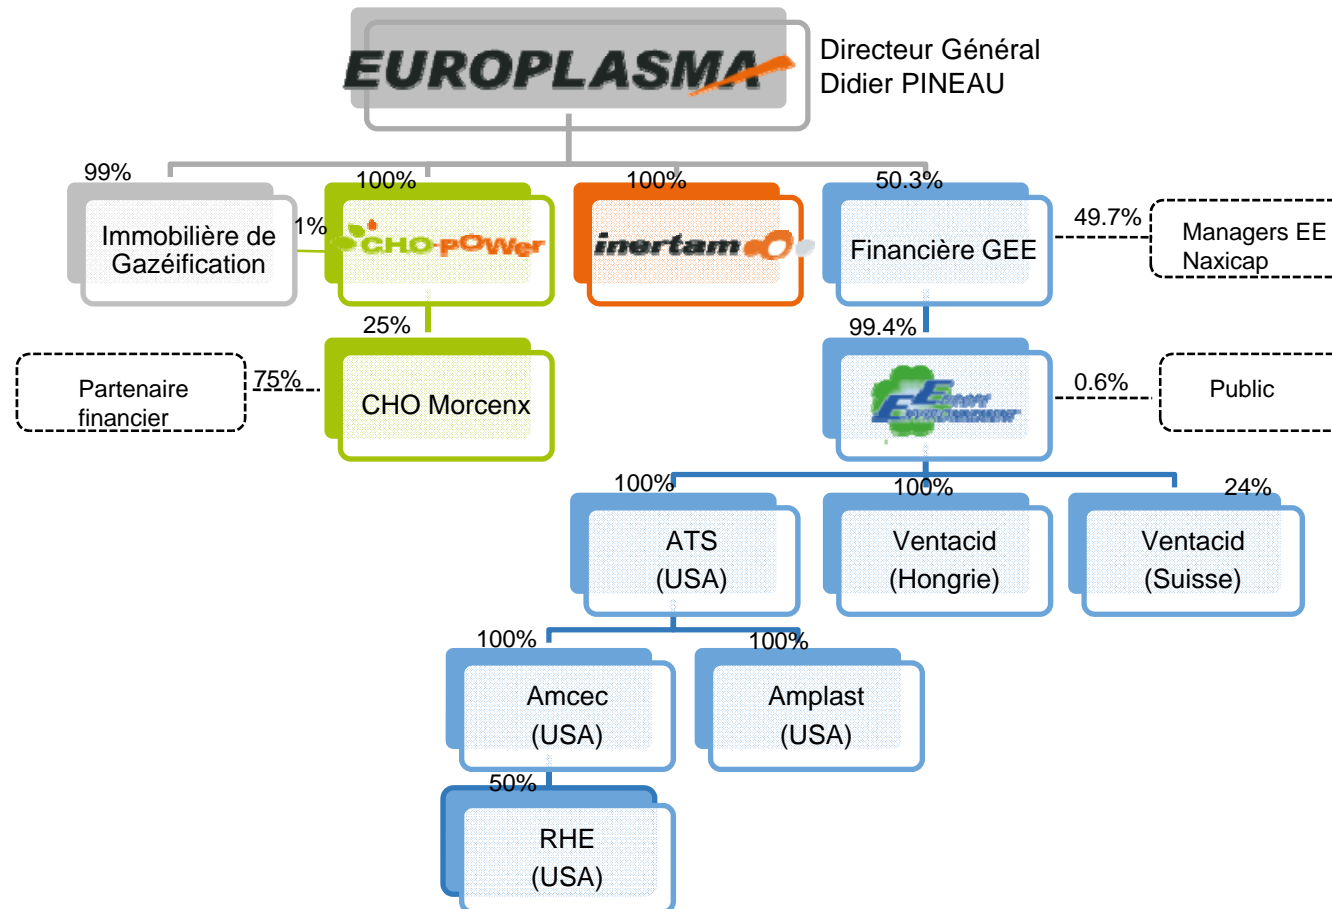 EUROPLASMA
Directeur Général
Didier PINEAU
99%
100%
100%
50.3%
Immobilière de
Gazéification
1%
CHO-POWer
inertam
Financière GEE
49.7%
Managers EE
Naxicap
25%
99.4%
Partenaire
financier
75%
CHO Morcenx
0.6%
Public
100%
100%
24%
ATS
(USA)
Ventacid
(Hongrie)
Ventacid
(Suisse)
100%
100%
Amcec
(USA)
Amplast
(USA)
50%
RHE
(USA)